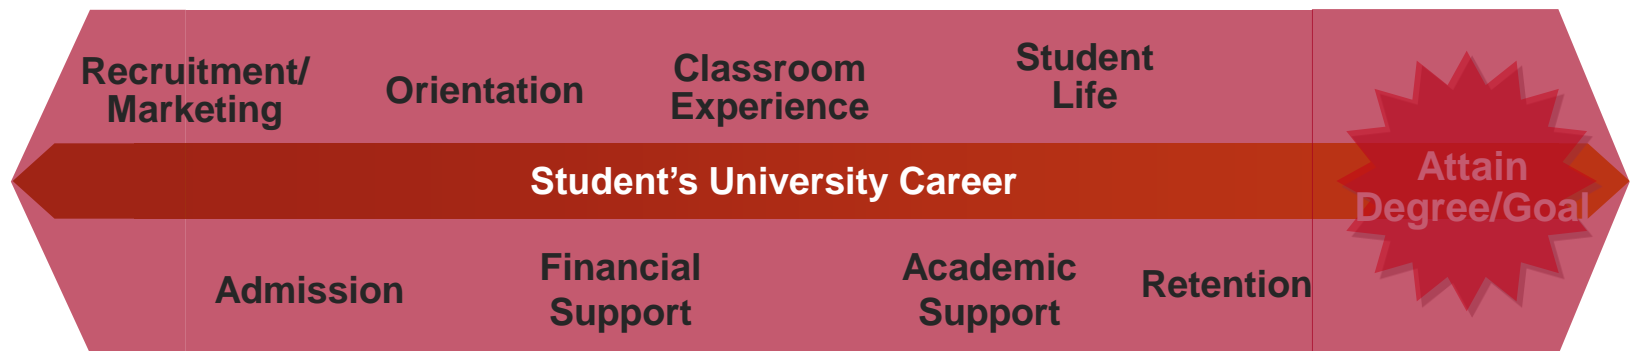 Recruitment/
Marketing
Orientation
Classroom
Experience
Student
Life
Student’s University Career
Attain
Degree/Goal
Admission
Financial
Support
Academic
Support
Retention